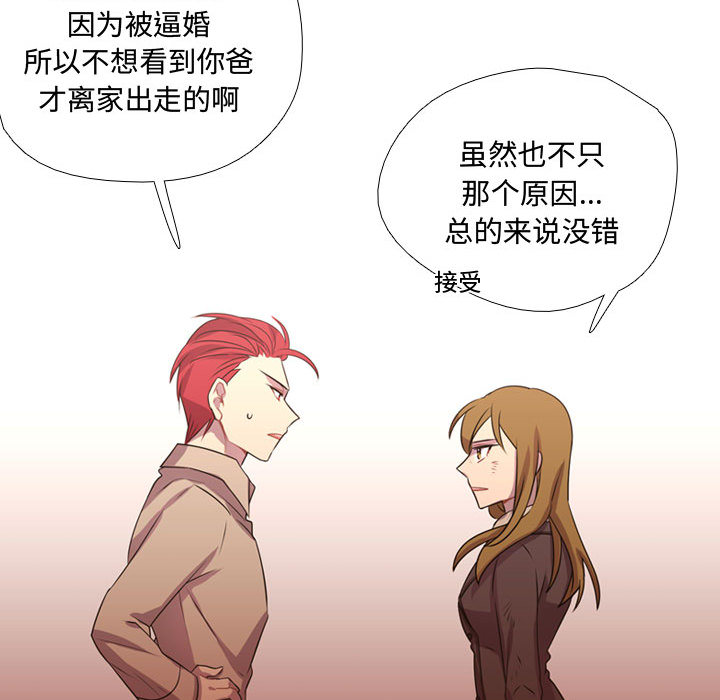 因为被逼婚
所以不想看到你爸
才离家出走的啊
虽然也不只
那个原因...
总的来说没错
接受